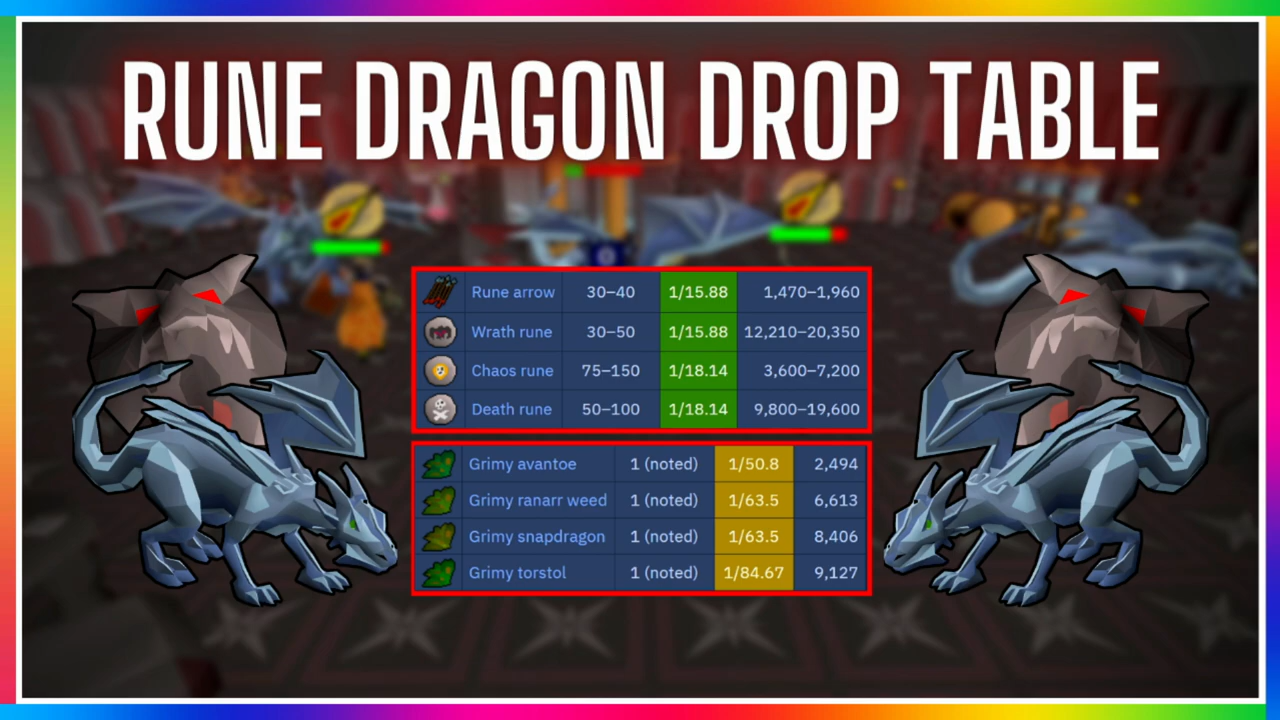 RUNE DRAGON DROP TABLE
Rune arrow 30–40 1/15.88 1,470–1,960
Wrath rune 30–50 1/15.88 12,210–20,350
Chaos rune 75–150 1/18.14 3,600–7,200
Death rune 50–100 1/18.14 9,800–19,600
Grimy avantoe 1 (noted) 1/50.8 2,494
Grimy ranarr weed 1 (noted) 1/63.5 6,613
Grimy snapdragon 1 (noted) 1/63.5 8,406
Grimy torstol 1 (noted) 1/84.67 9,127